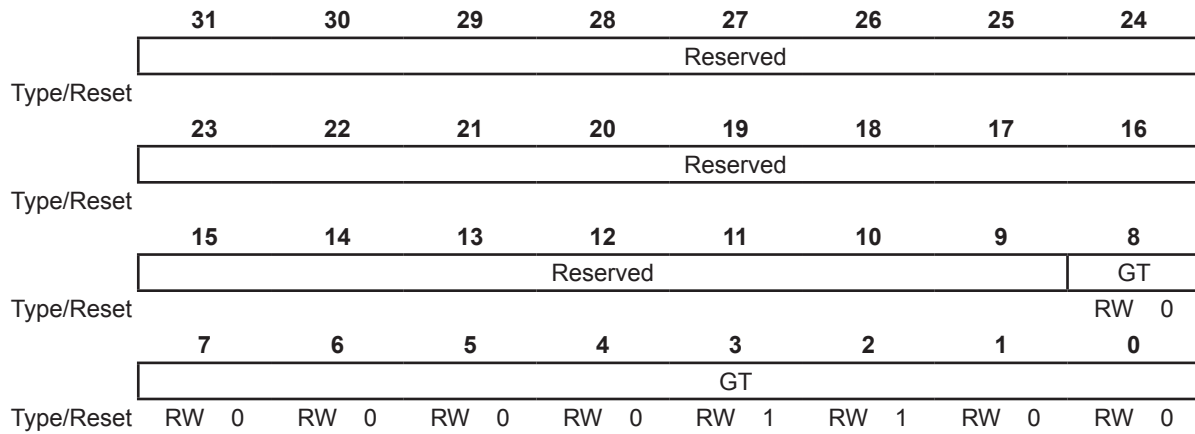 31 30 29 28 27 26 25 24
Reserved
Type/Reset
23 22 21 20 19 18 17 16
Reserved
Type/Reset
15 14 13 12 11 10 9 8
Reserved GT
Type/Reset RW 0
7 6 5 4 3 2 1 0
GT
Type/Reset RW 0 RW 0 RW 0 RW 0 RW 1 RW 1 RW 0 RW 0